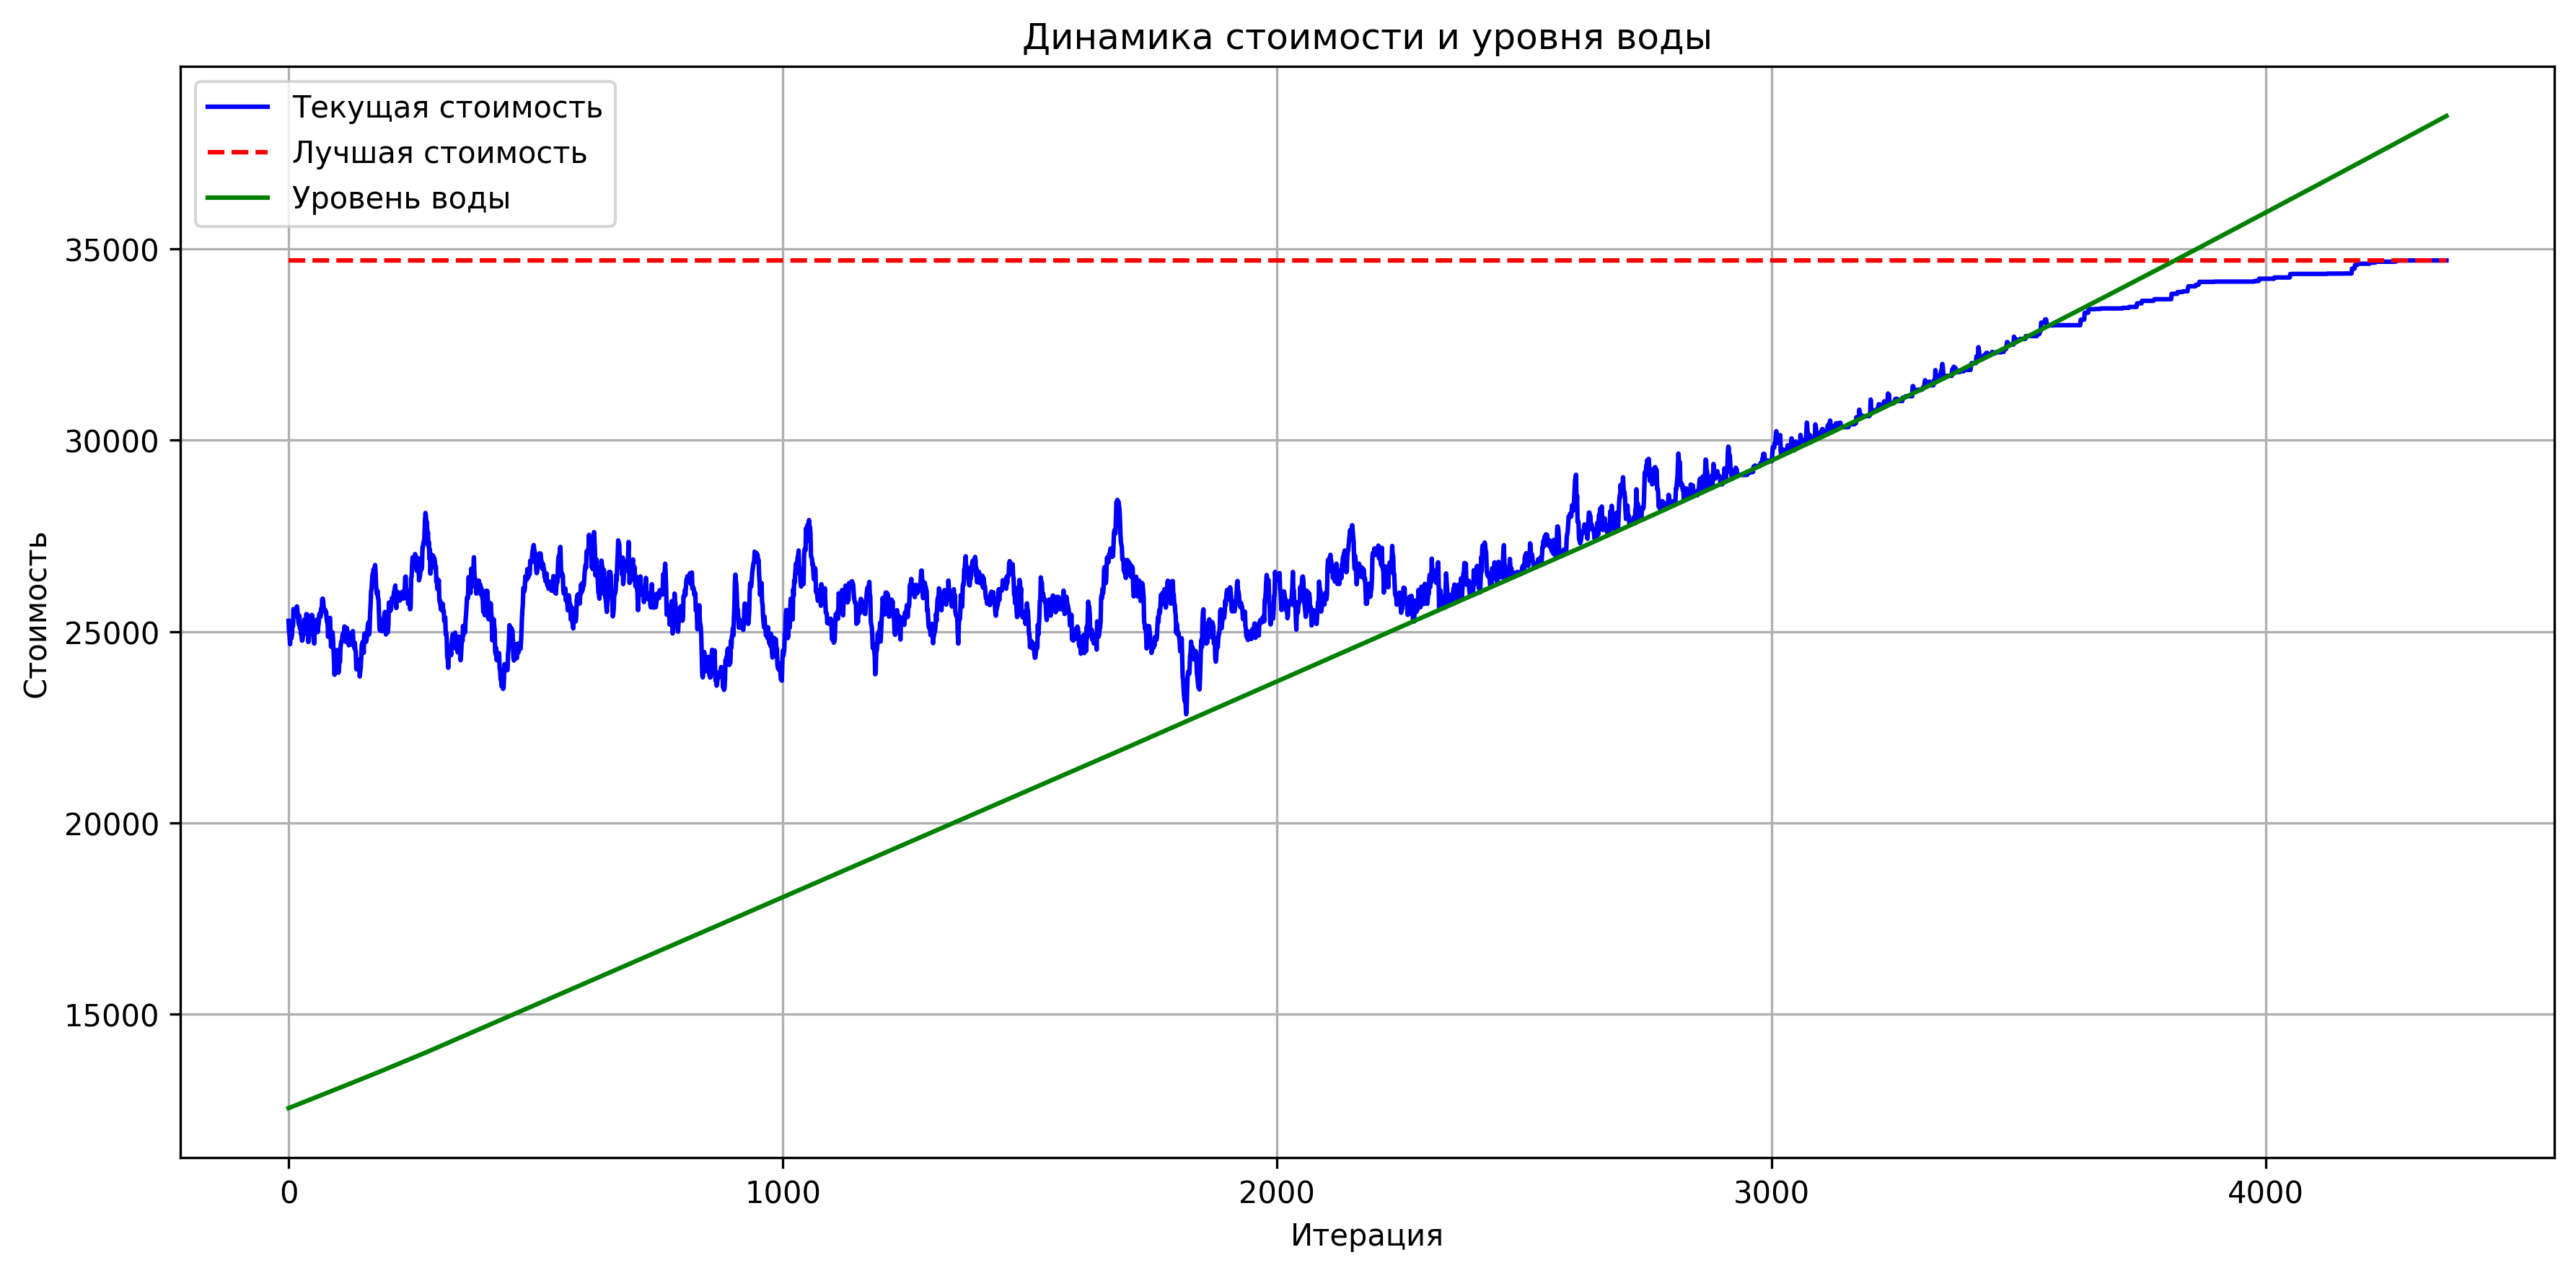 Динамика стоимости и уровня воды
Текущая стоимость
Лучшая стоимость
Уровень воды
Стоимость
35000
30000
25000
20000
15000
0 1000 2000 3000 4000
Итерация